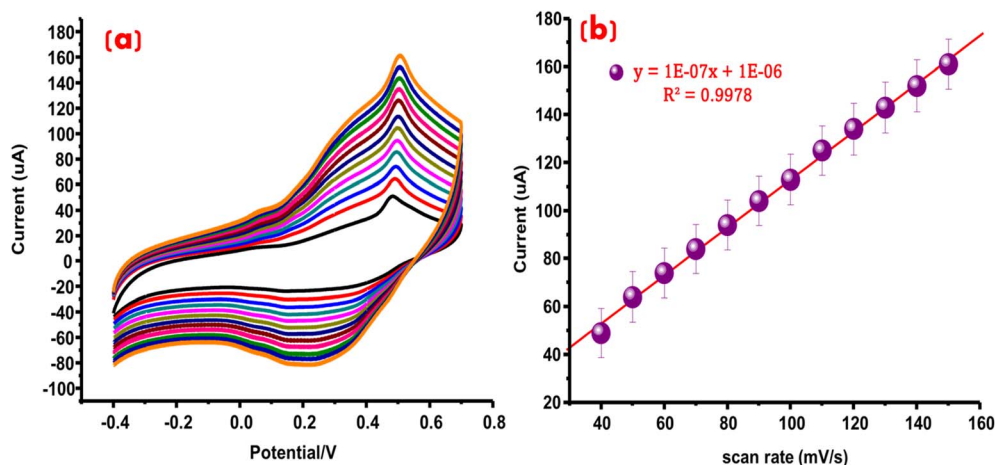 (a)
180
160
140
120
100
80
60
40
20
0
-20
-40
-60
-80
-100
Current (uA)
-0.4 -0.2 0.0 0.2 0.4 0.6 0.8
Potential/V
(b)
y = 1E-07x + 1E-06
R² = 0.9978
180
160
140
120
100
80
60
40
20
Current (uA)
40 60 80 100 120 140 160
scan rate (mV/s)